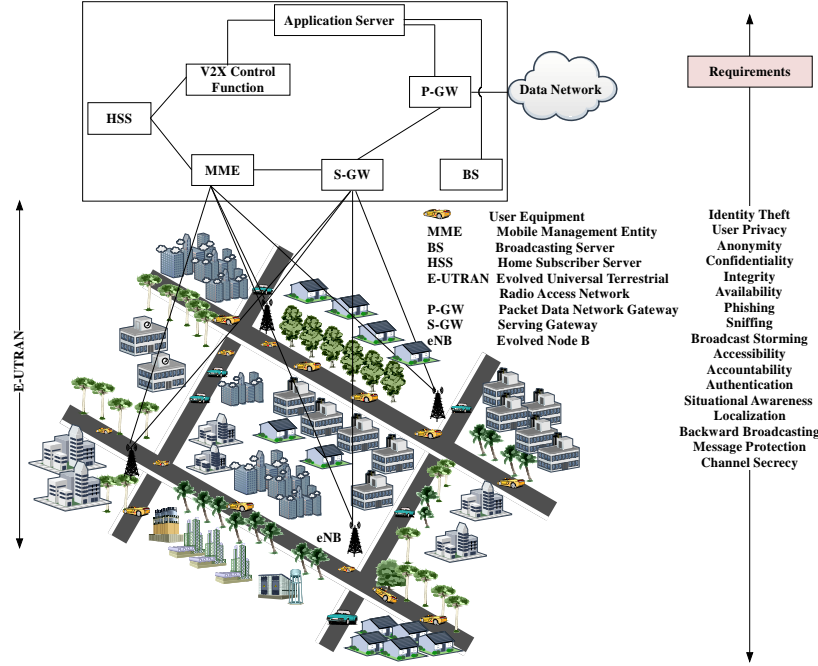 Application Server
V2X Control
Function
P-GW
Data Network
HSS
MME
S-GW
BS
Requirements
E-UTRAN
User Equipment
MME Mobile Management Entity
BS Broadcasting Server
HSS Home Subscriber Server
E-UTRAN Evolved Universal Terrestrial
Radio Access Network
P-GW Packet Data Network Gateway
S-GW Serving Gateway
eNB Evolved Node B
eNB
Identity Theft
User Privacy
Anonymity
Confidentiality
Integrity
Availability
Phishing
Sniffing
Broadcast Storming
Accessibility
Accountability
Authentication
Situational Awareness
Localization
Backward Broadcasting
Message Protection
Channel Secrecy